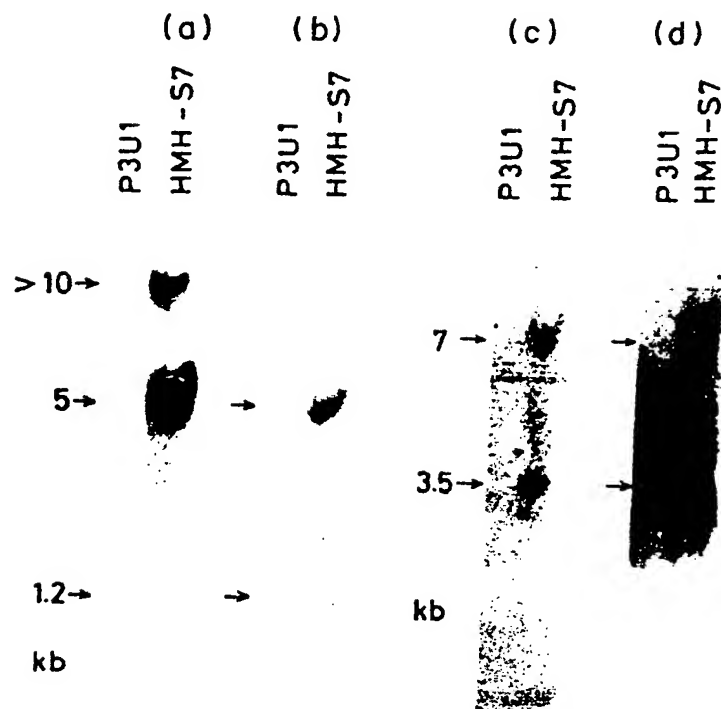 (a) (b) (c) (d)
P3U1 HMH-S7 P3U1 HMH-S7 P3U1 HMH-S7 P3U1 HMH-S7
> 10→
7 →
5→
3.5→
1.2→
kb
kb